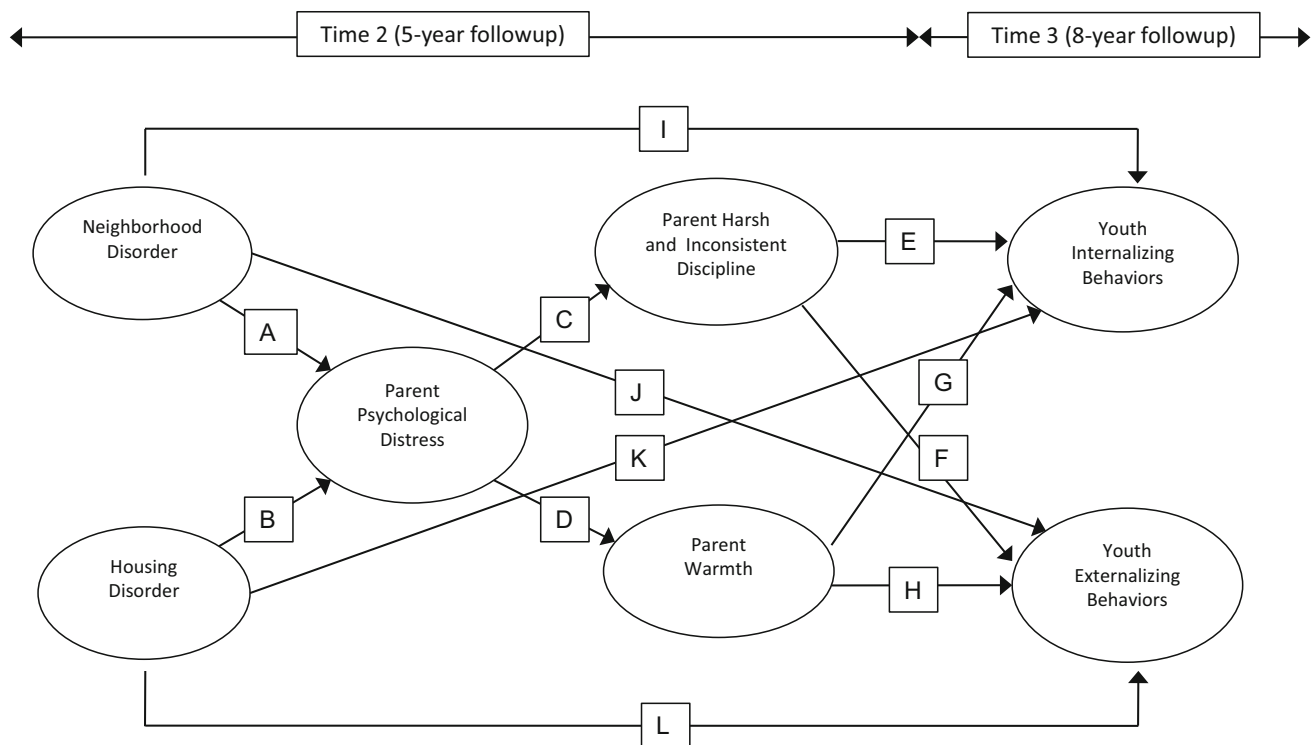 Time 2 (5-year followup)
Time 3 (8-year followup)
I
Neighborhood
Disorder
Parent Harsh
and Inconsistent
Discipline
E
Youth
Internalizing
Behaviors
A
C
Parent
Psychological
Distress
J
G
K
F
B
D
Housing
Disorder
Parent
Warmth
H
Youth
Externalizing
Behaviors
L